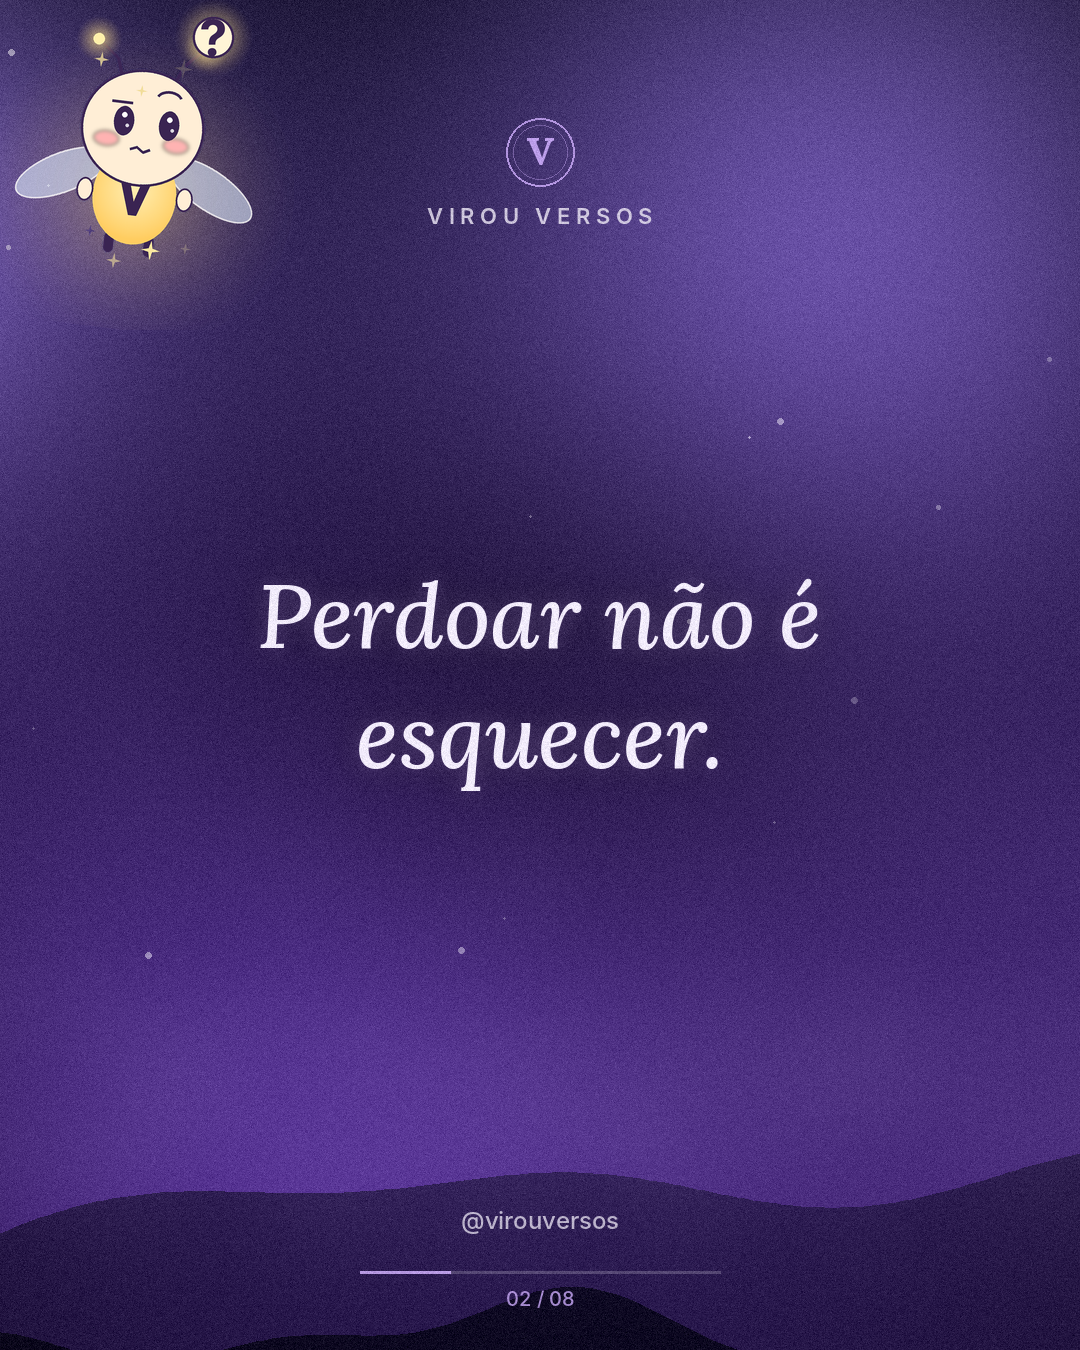 ?
V
V
VIROU VERSOS
Perdoar não é
esquecer.
@virouversos
02 / 08